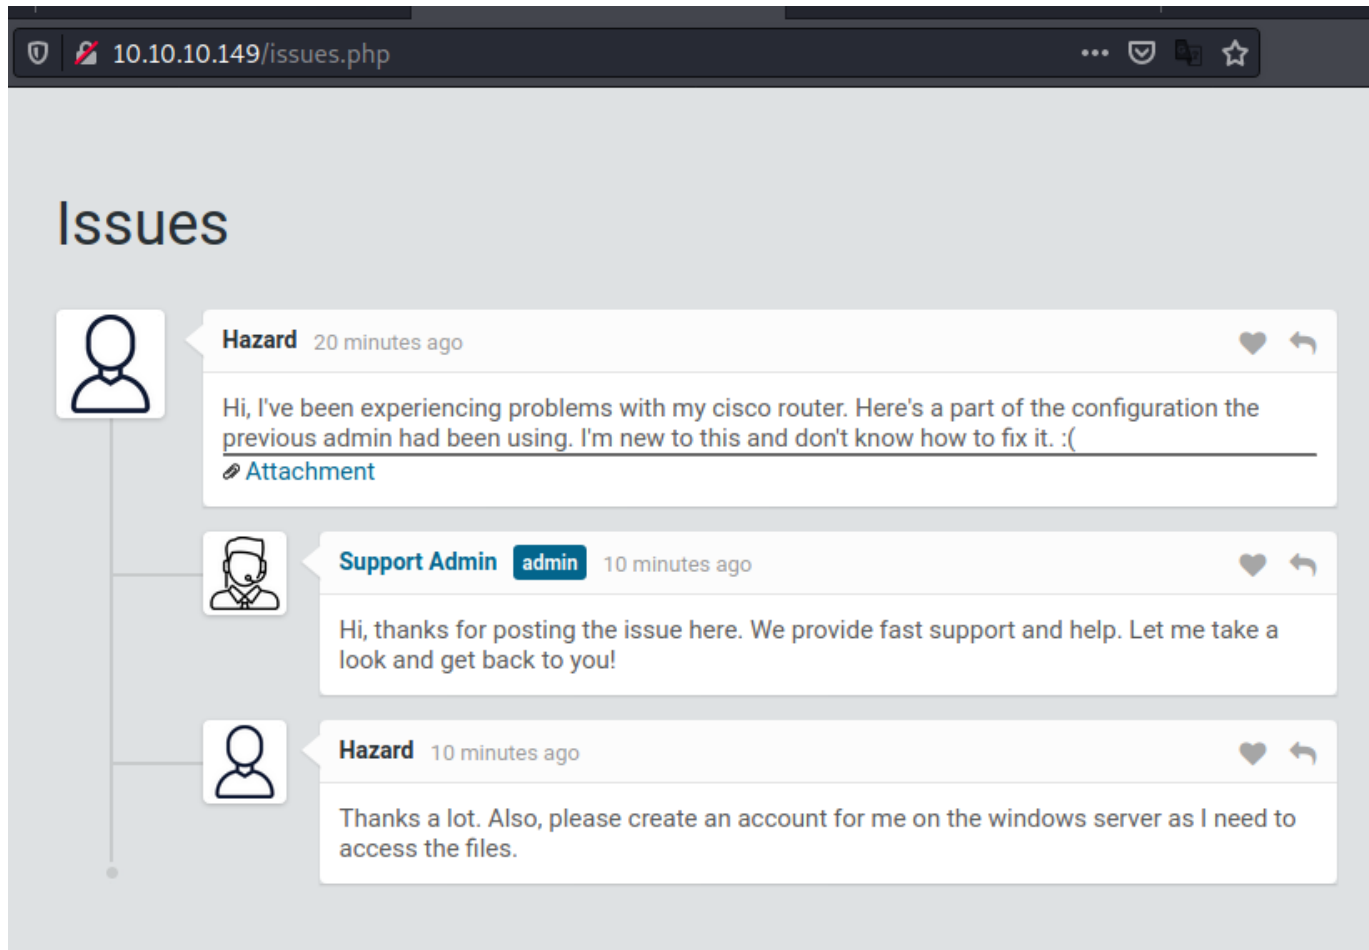 10.10.10.149/issues.php
Issues
Hazard 20 minutes ago
Hi, I've been experiencing problems with my cisco router. Here's a part of the configuration the
previous admin had been using. I'm new to this and don't know how to fix it. :(
Attachment
Support Admin admin 10 minutes ago
Hi, thanks for posting the issue here. We provide fast support and help. Let me take a
look and get back to you!
Hazard 10 minutes ago
Thanks a lot. Also, please create an account for me on the windows server as I need to
access the files.